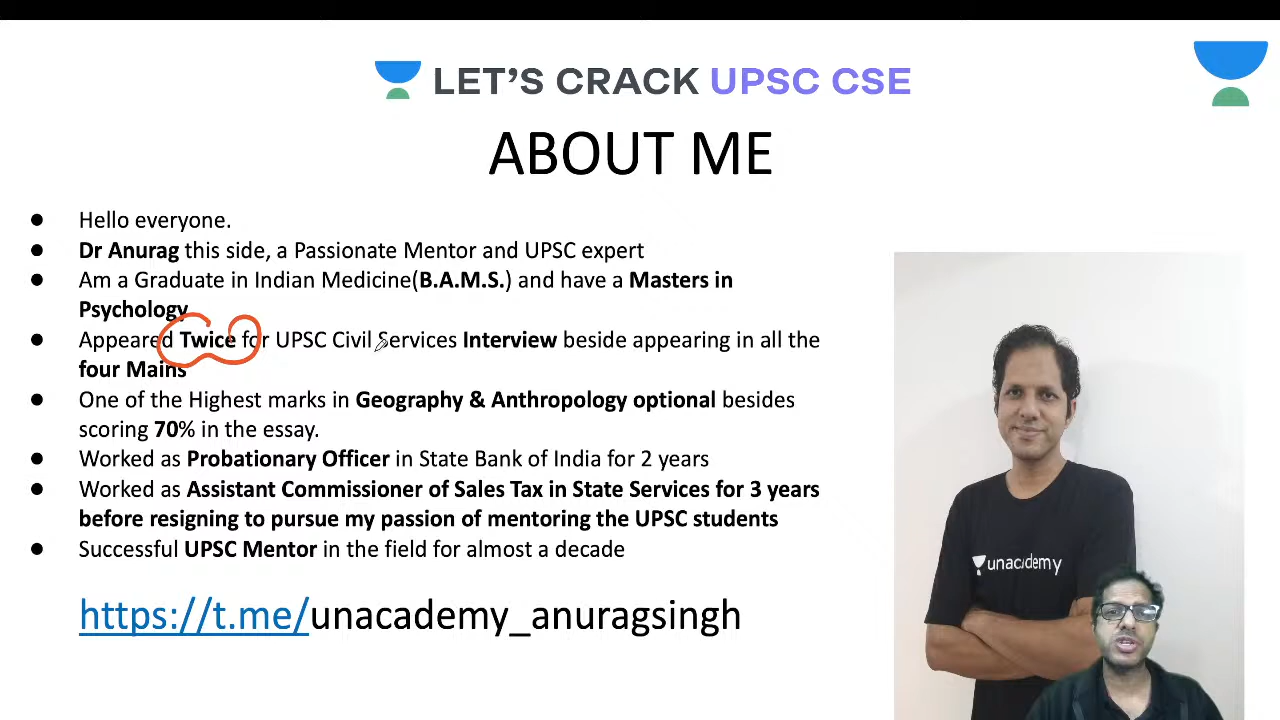 LET’S CRACK UPSC CSE
ABOUT ME
● Hello everyone.
● Dr Anurag this side, a Passionate Mentor and UPSC expert
● Am a Graduate in Indian Medicine(B.A.M.S.) and have a Masters in
Psychology
● Appeared Twice for UPSC Civil Services Interview beside appearing in all the
four Mains
● One of the Highest marks in Geography & Anthropology optional besides
scoring 70% in the essay.
● Worked as Probationary Officer in State Bank of India for 2 years
● Worked as Assistant Commissioner of Sales Tax in State Services for 3 years
before resigning to pursue my passion of mentoring the UPSC students
● Successful UPSC Mentor in the field for almost a decade
https://t.me/unacademy_anuragsingh
unacademy